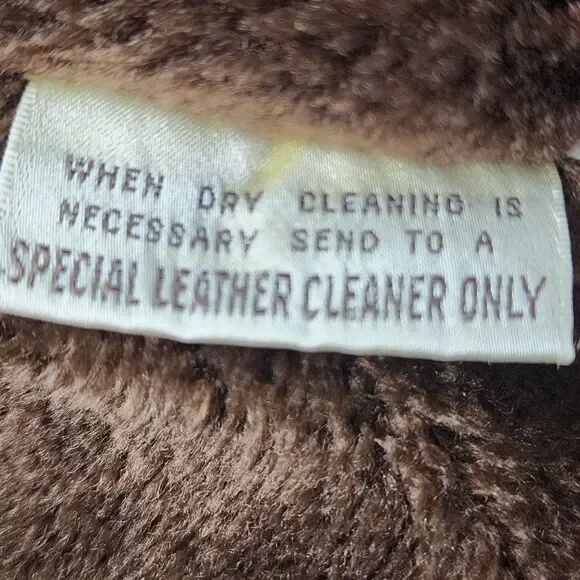 WHEN DRY CLEANING IS
NECESSARY SEND TO A
SPECIAL LEATHER CLEANER ONLY